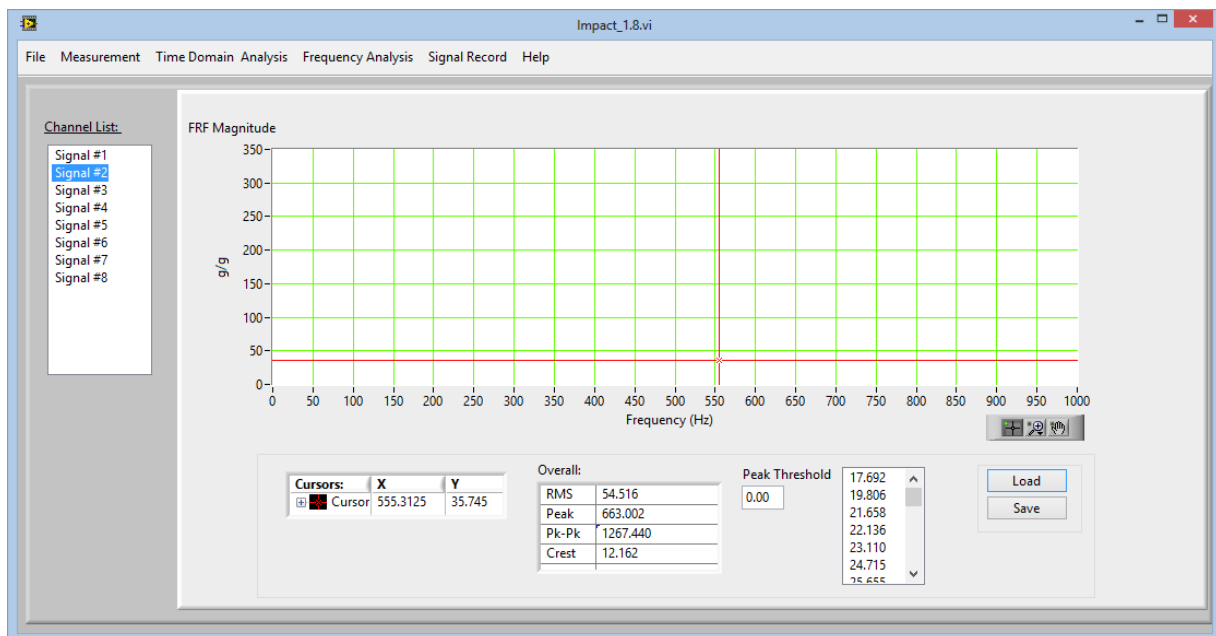 Impact_1.8.vi
File Measurement Time Domain Analysis Frequency Analysis Signal Record Help
Channel List:
Signal #1
Signal #2
Signal #3
Signal #4
Signal #5
Signal #6
Signal #7
Signal #8
FRF Magnitude
350
300
250
200
150
100
50
0
g/g
0 50 100 150 200 250 300 350 400 450 500 550 600 650 700 750 800 850 900 950 1000
Frequency (Hz)
Cursors: X Y
Cursor 555.3125 35.745
Overall:
RMS 54.516
Peak 663.002
Pk-Pk 1267.440
Crest 12.162
Peak Threshold
0.00
17.692
19.806
21.658
22.136
23.110
24.715
25.655
Load
Save